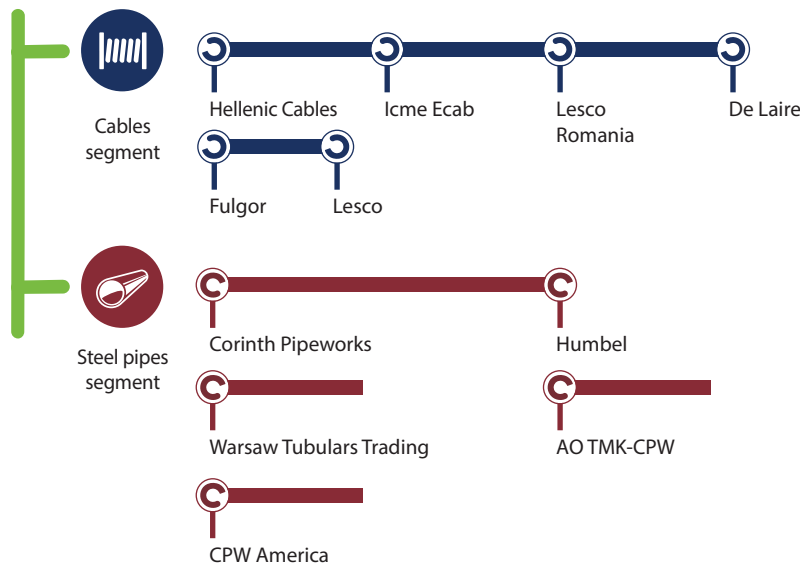 Cables
segment
Hellenic Cables
Icme Ecab
Lesco
Romania
De Laire
Fulgor
Lesco
Steel pipes
segment
Corinth Pipeworks
Humbel
Warsaw Tubulars Trading
AO TMK-CPW
CPW America